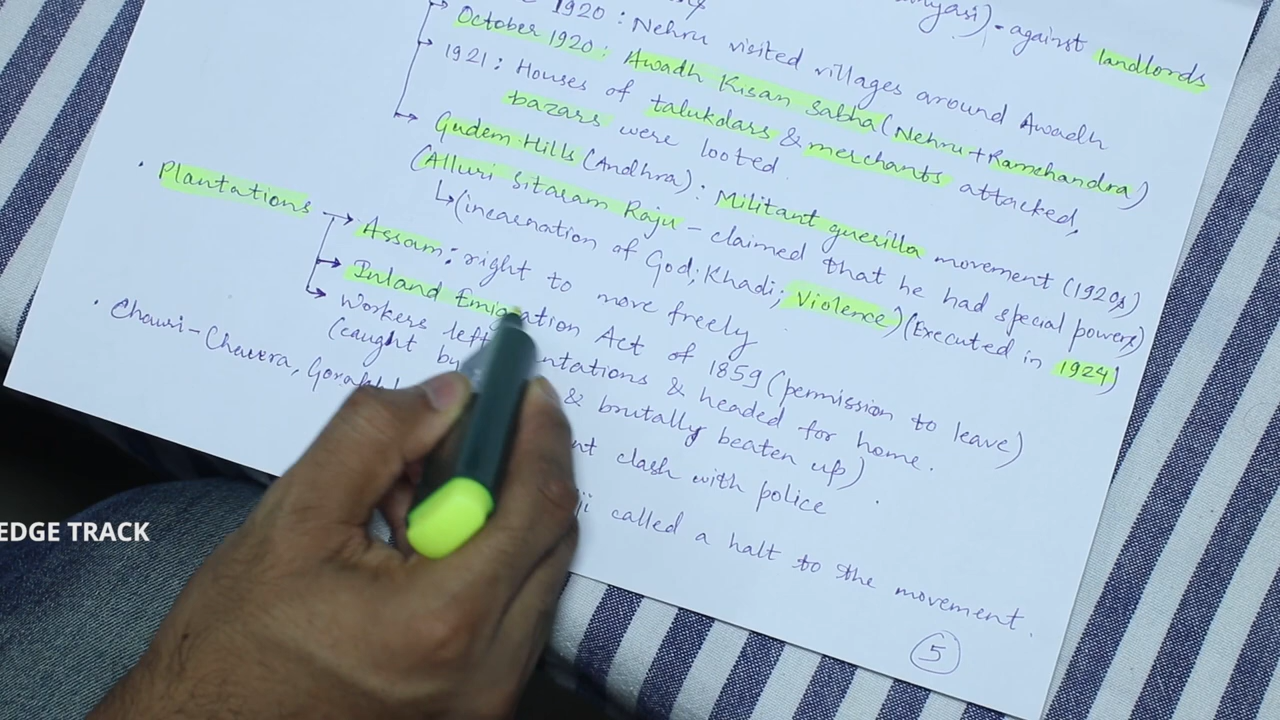 nyasi) - against landlords
1920 : Nehru visited villages around Awadh
October 1920 : Awadh Kisan Sabha (Nehru + Ramchandra)
1921 : Houses of talukdars & merchants attacked,
bazars were looted.
Gudem Hills (Andhra) : Militant guerilla movement (1920s)
(Alluri Sitaram Raju - claimed that he had special powers)
(incarnation of God; Khadi; Violence) (Executed in 1924)
• Plantations
Assam : right to move freely
Inland Emigration Act of 1859 (permission to leave)
Workers left plantations & headed for home.
(caught by & brutally beaten up)
• Chauri-Chaura, Gorakh nt clash with police
ji called a halt to the movement.
5
EDGE TRACK